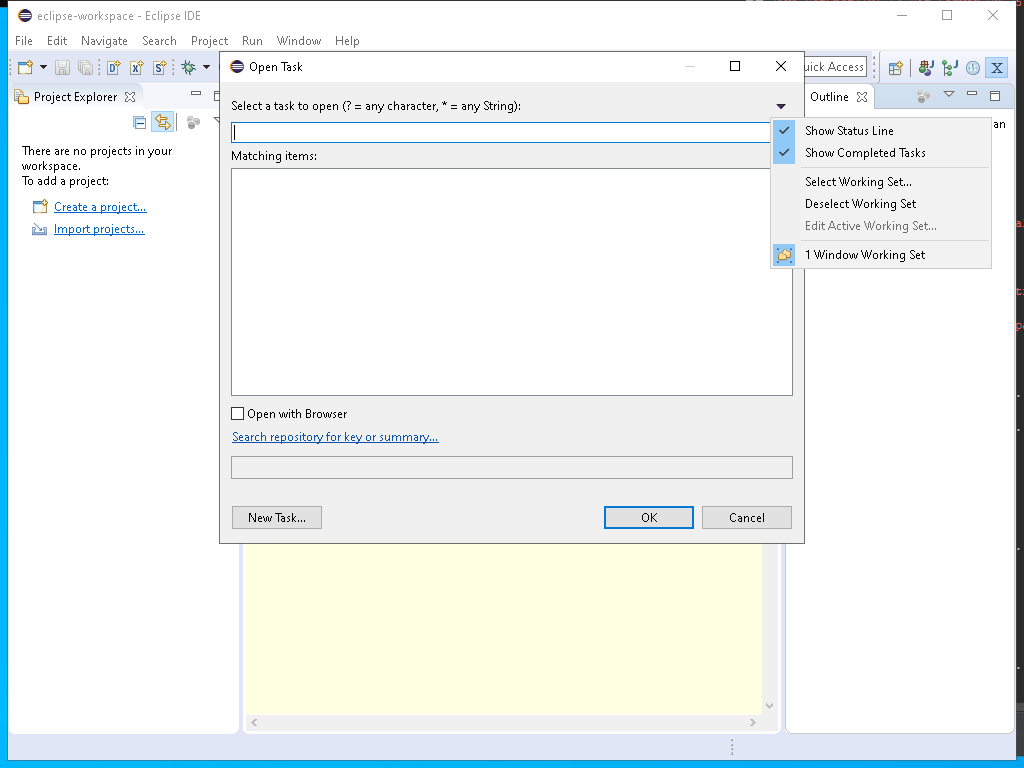 eclipse-workspace - Eclipse IDE
File Edit Navigate Search Project Run Window Help
Open Task
Quick Access
Project Explorer
Select a task to open (? = any character, * = any String):
Outline
Show Status Line
Show Completed Tasks
Select Working Set...
Deselect Working Set
Edit Active Working Set...
1 Window Working Set
Matching items:
There are no projects in your
workspace.
To add a project:
Create a project...
Import projects...
Open with Browser
Search repository for key or summary...
New Task... OK Cancel